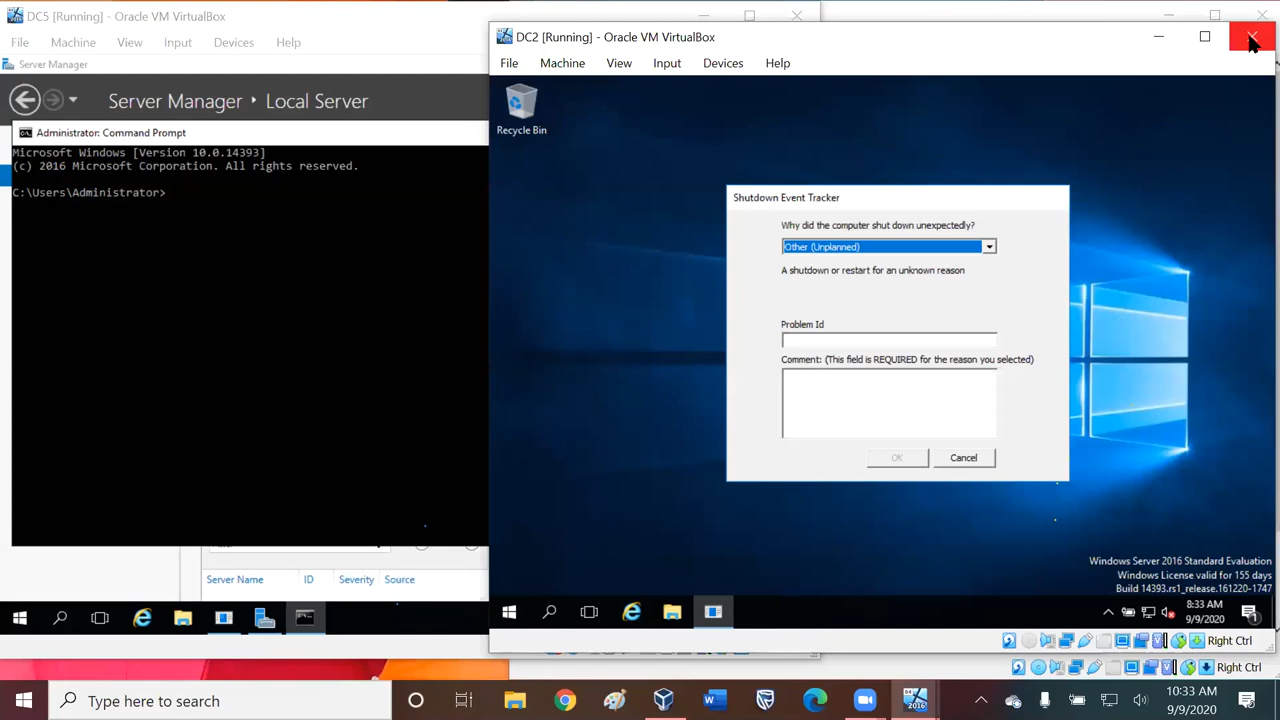 DC5 [Running] - Oracle VM VirtualBox
File Machine View Input Devices Help
Server Manager
Server Manager Local Server
Administrator: Command Prompt
Microsoft Windows [Version 10.0.14393]
(c) 2016 Microsoft Corporation. All rights reserved.
C:\Users\Administrator>
Server Name ID Severity Source
DC2 [Running] - Oracle VM VirtualBox
File Machine View Input Devices Help
Recycle Bin
Shutdown Event Tracker
Why did the computer shut down unexpectedly?
Other (Unplanned)
A shutdown or restart for an unknown reason
Problem Id
Comment: (This field is REQUIRED for the reason you selected)
OK Cancel
Windows Server 2016 Standard Evaluation
Windows License valid for 155 days
Build 14393.rs1_release.161220-1747
8:33 AM
9/9/2020
Right Ctrl
Right Ctrl
Type here to search
10:33 AM
9/9/2020